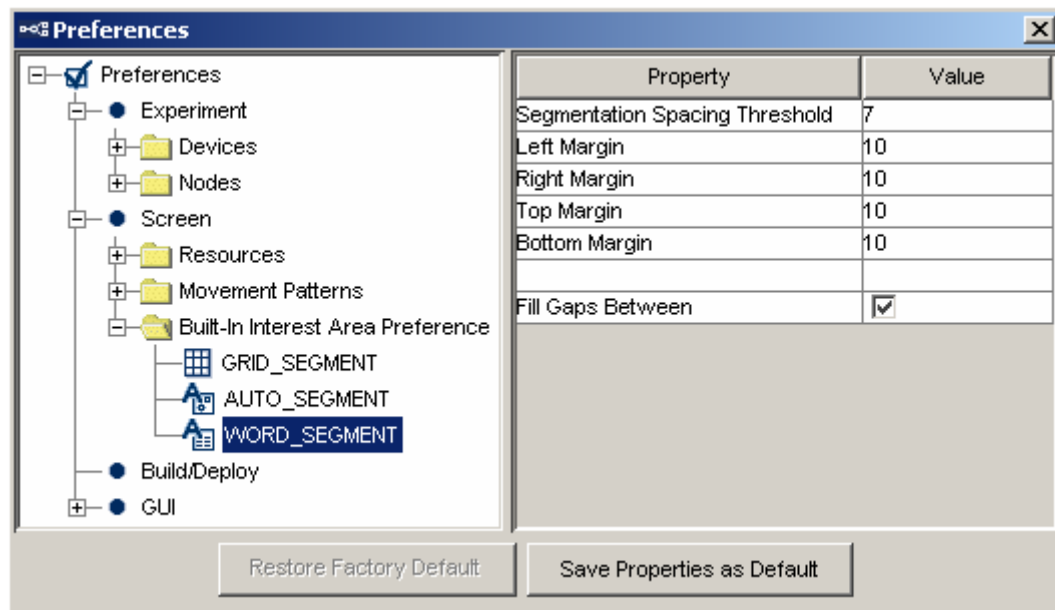 Preferences
Preferences
Experiment
Devices
Nodes
Screen
Resources
Movement Patterns
Built-In Interest Area Preference
GRID_SEGMENT
AUTO_SEGMENT
WORD_SEGMENT
Build/Deploy
GUI
Property Value
Segmentation Spacing Threshold 7
Left Margin 10
Right Margin 10
Top Margin 10
Bottom Margin 10
Fill Gaps Between
Restore Factory Default Save Properties as Default